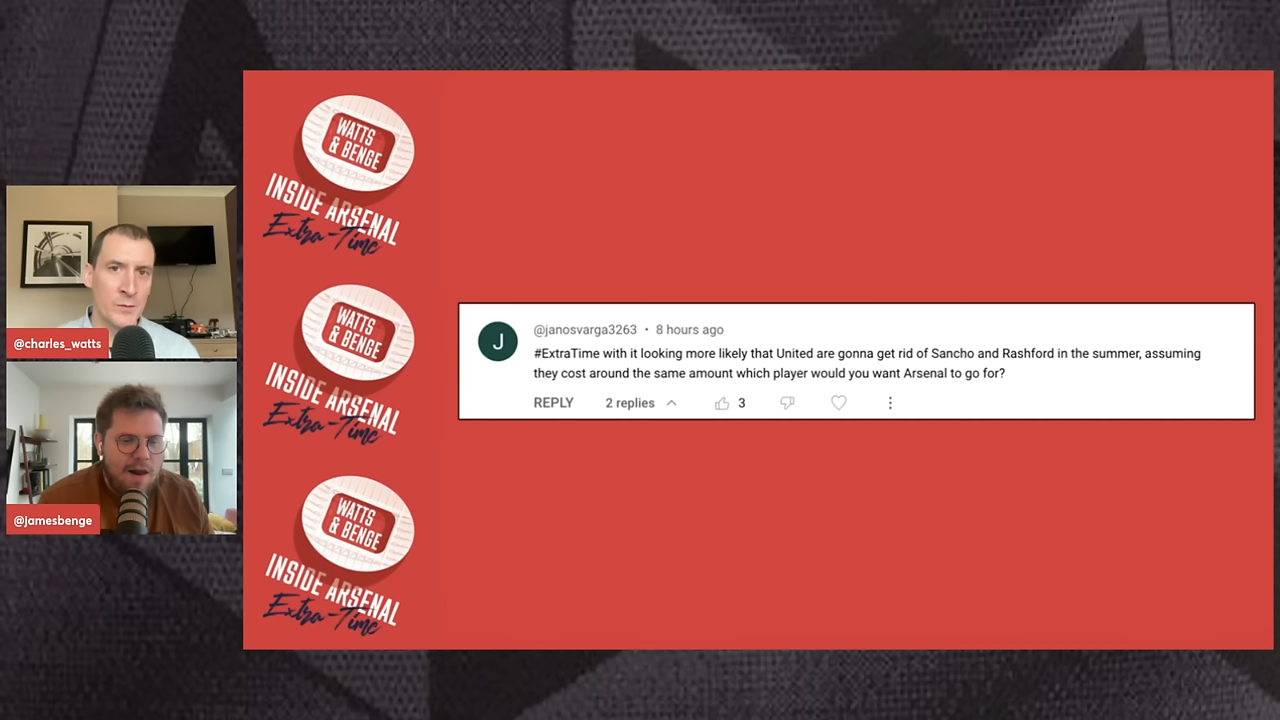 WATTS
& BENGE
INSIDE ARSENAL
Extra-Time
@charles_watts
@jamesbenge
WATTS
& BENGE
INSIDE ARSENAL
Extra-Time
WATTS
& BENGE
INSIDE ARSENAL
Extra-Time
J
@janosvarga3263 • 8 hours ago
#ExtraTime with it looking more likely that United are gonna get rid of Sancho and Rashford in the summer, assuming
they cost around the same amount which player would you want Arsenal to go for?
REPLY 2 replies 3